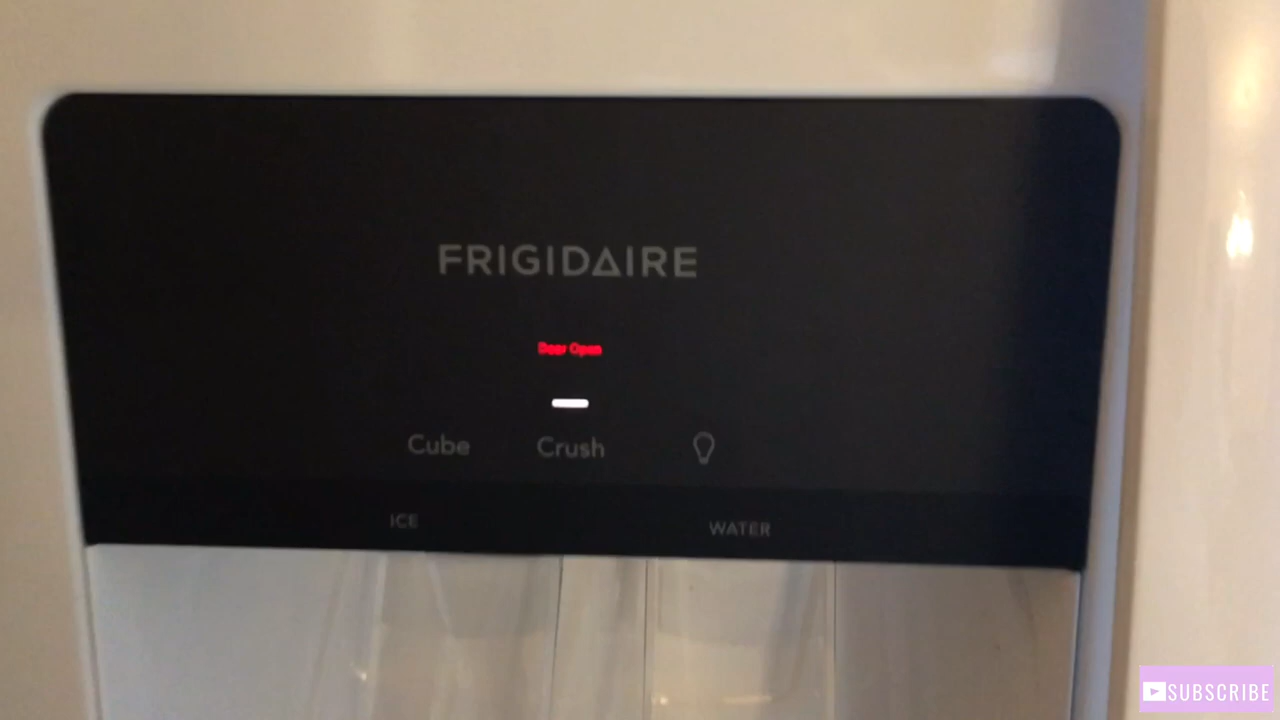 FRIGIDAIRE
Door Open
Cube Crush
ICE WATER
SUBSCRIBE